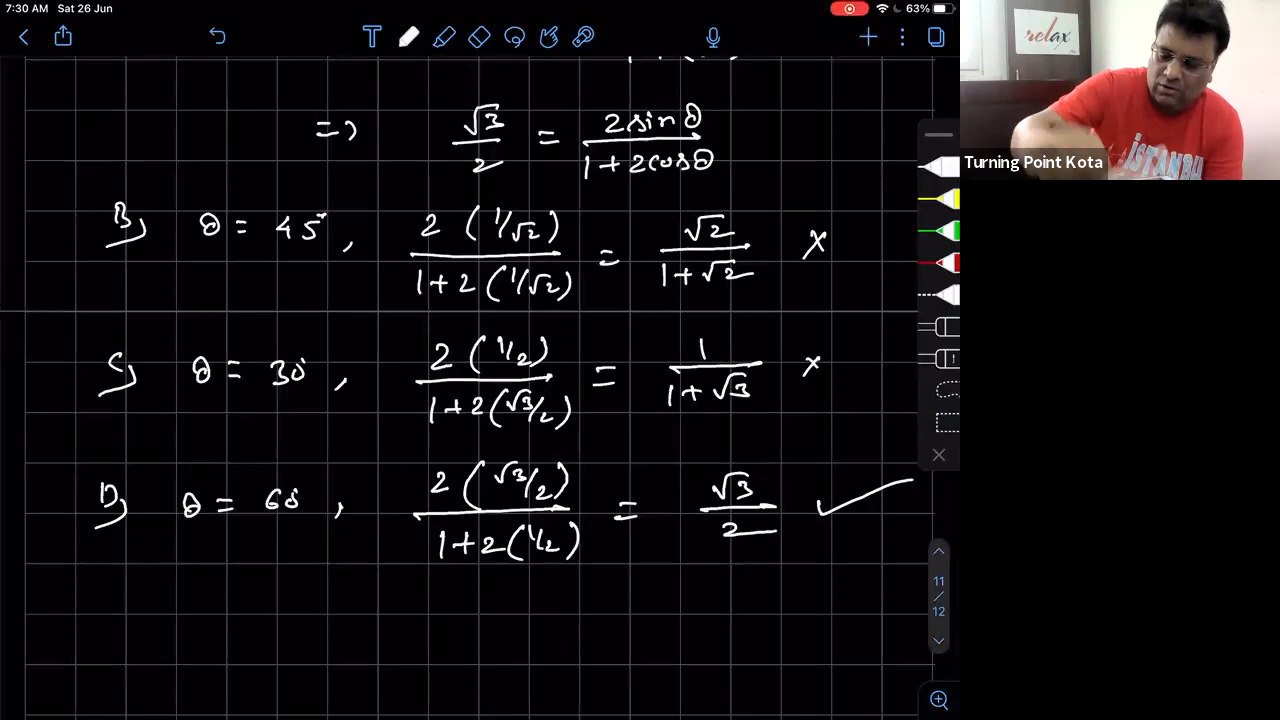 7:30 AM Sat 26 Jun 63%
relax
Turning Point Kota
İSTANBU
=> √3/2 = 2sinθ/1+2cosθ
B) θ = 45°, 2(1/√2)/1+2(1/√2) = √2/1+√2 ×
C) θ = 30°, 2(1/2)/1+2(√3/2) = 1/1+√3 ×
D) θ = 60°, 2(√3/2)/1+2(1/2) = √3/2 ✓
11
/
12